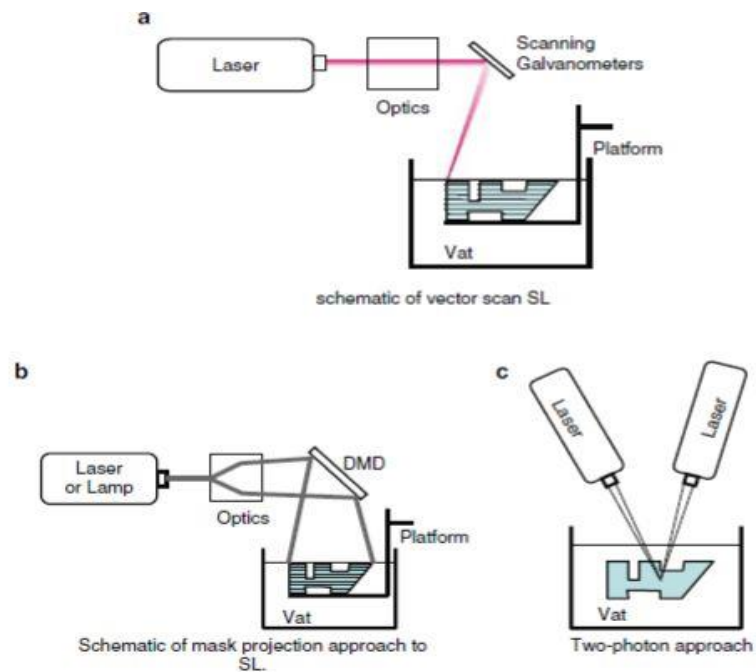 a
Laser
Optics
Scanning
Galvanometers
Platform
Vat
schematic of vector scan SL
b
Laser
or Lamp
Optics
DMD
Platform
Vat
Schematic of mask projection approach to
SL.
c
Laser
Laser
Vat
Two-photon approach